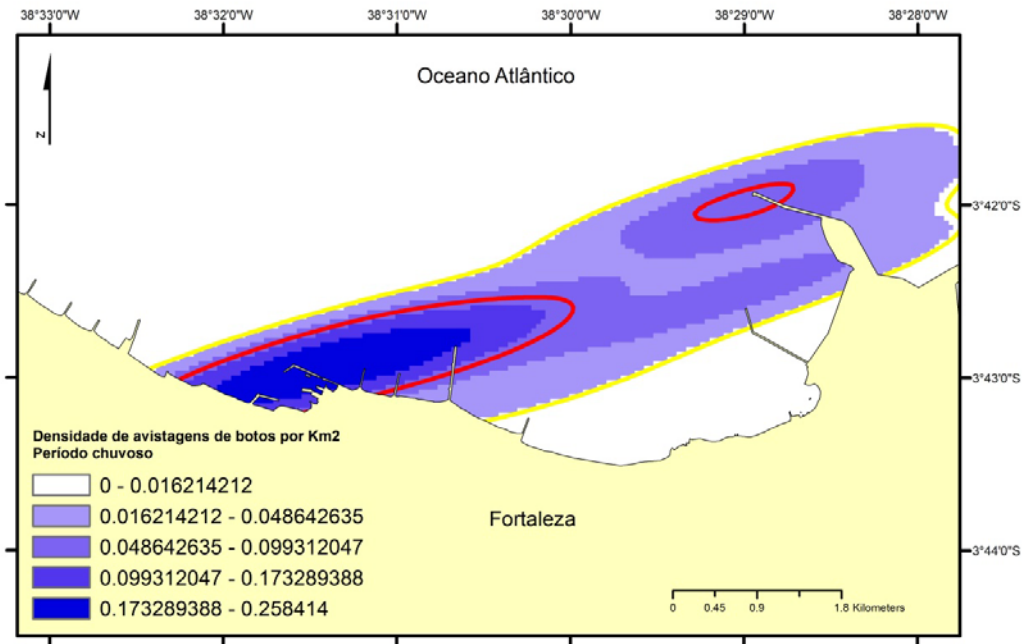 38°33'0"W 38°32'0"W 38°31'0"W 38°30'0"W 38°29'0"W 38°28'0"W
Oceano Atlântico
N
3°42'0"S
3°43'0"S
Densidade de avistagens de botos por Km2
Período chuvoso
0 - 0.016214212
0.016214212 - 0.048642635
0.048642635 - 0.099312047
0.099312047 - 0.173289388
0.173289388 - 0.258414
Fortaleza
3°44'0"S
0 0.45 0.9 1.8 Kilometers